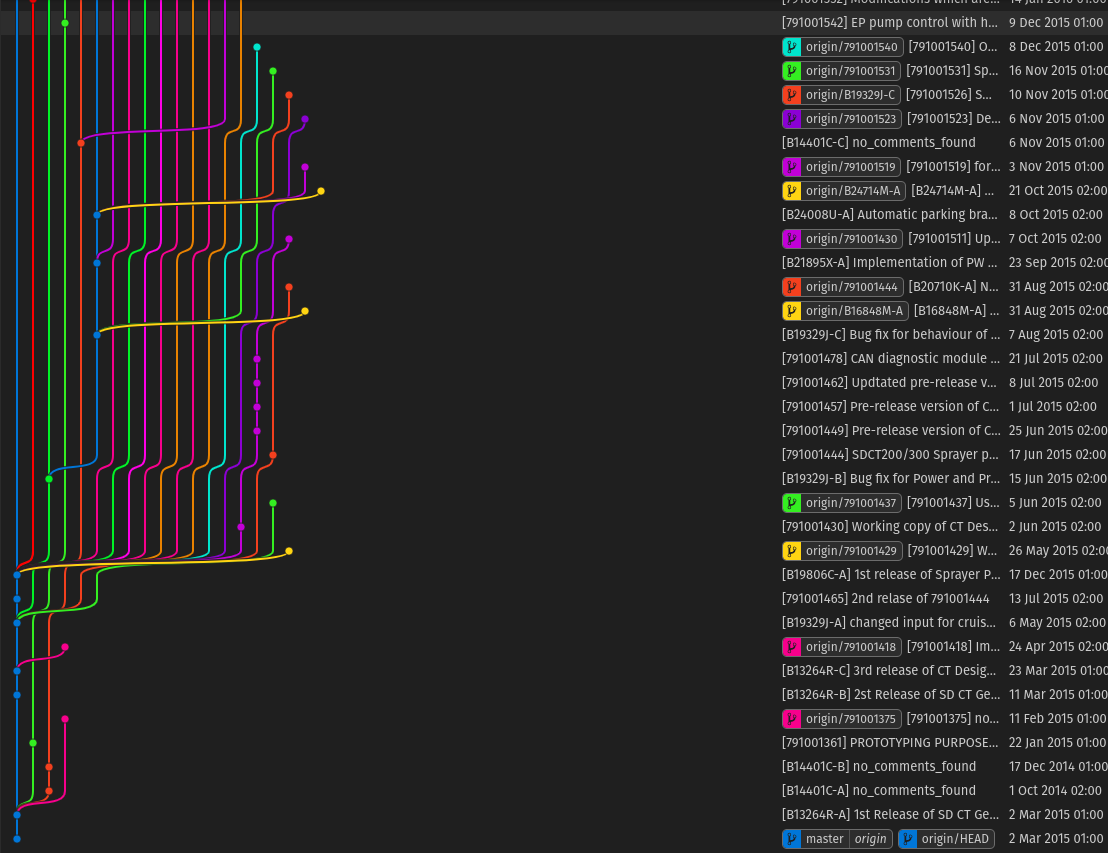 [791001542] EP pump control with h... 9 Dec 2015 01:00
origin/791001540 [791001540] O... 8 Dec 2015 01:00
origin/791001531 [791001531] Sp... 16 Nov 2015 01:00
origin/B19329J-C [791001526] S... 10 Nov 2015 01:00
origin/791001523 [791001523] De... 6 Nov 2015 01:00
[B14401C-C] no_comments_found 6 Nov 2015 01:00
origin/791001519 [791001519] for... 3 Nov 2015 01:00
origin/B24714M-A [B24714M-A] ... 21 Oct 2015 02:00
[B24008U-A] Automatic parking bra... 8 Oct 2015 02:00
origin/791001430 [791001511] Up... 7 Oct 2015 02:00
[B21895X-A] Implementation of PW ... 23 Sep 2015 02:00
origin/791001444 [B20710K-A] N... 31 Aug 2015 02:00
origin/B16848M-A [B16848M-A] ... 31 Aug 2015 02:00
[B19329J-C] Bug fix for behaviour of ... 7 Aug 2015 02:00
[791001478] CAN diagnostic module ... 21 Jul 2015 02:00
[791001462] Updtated pre-release v... 8 Jul 2015 02:00
[791001457] Pre-release version of C... 1 Jul 2015 02:00
[791001449] Pre-release version of C... 25 Jun 2015 02:00
[791001444] SDCT200/300 Sprayer p... 17 Jun 2015 02:00
[B19329J-B] Bug fix for Power and Pr... 15 Jun 2015 02:00
origin/791001437 [791001437] Us... 5 Jun 2015 02:00
[791001430] Working copy of CT Des... 2 Jun 2015 02:00
origin/791001429 [791001429] W... 26 May 2015 02:00
[B19806C-A] 1st release of Sprayer P... 17 Dec 2015 01:00
[791001465] 2nd relase of 791001444 13 Jul 2015 02:00
[B19329J-A] changed input for cruis... 6 May 2015 02:00
origin/791001418 [791001418] Im... 24 Apr 2015 02:00
[B13264R-C] 3rd release of CT Desig... 23 Mar 2015 01:00
[B13264R-B] 2st Release of SD CT Ge... 11 Mar 2015 01:00
origin/791001375 [791001375] no... 11 Feb 2015 01:00
[791001361] PROTOTYPING PURPOSE... 22 Jan 2015 01:00
[B14401C-B] no_comments_found 17 Dec 2014 01:00
[B14401C-A] no_comments_found 1 Oct 2014 02:00
[B13264R-A] 1st Release of SD CT Ge... 2 Mar 2015 01:00
master origin origin/HEAD 2 Mar 2015 01:00